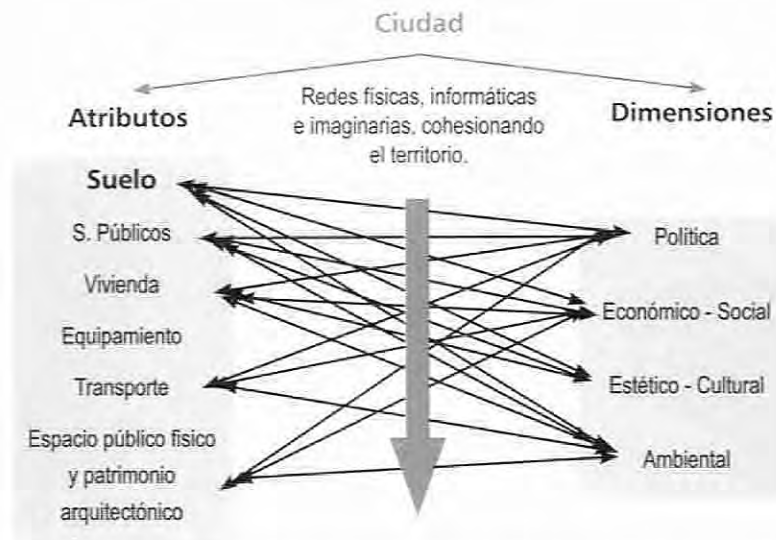 Ciudad
Atributos
Redes físicas, informáticas
e imaginarias, cohesionando
el territorio.
Dimensiones
Suelo
S. Públicos
Vivienda
Equipamiento
Transporte
Espacio público físico
y patrimonio
arquitectónico
Política
Económico - Social
Estético - Cultural
Ambiental